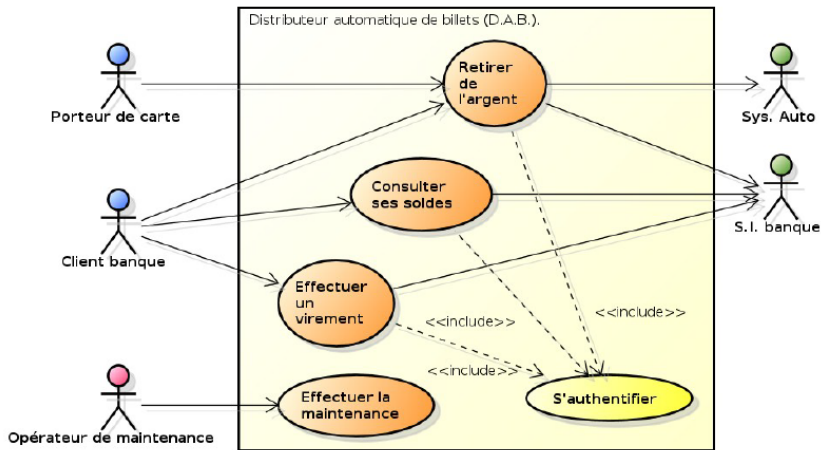 Distributeur automatique de billets (D.A.B.).
Retirer
de
l'argent
Porteur de carte
Sys. Auto
Consulter
ses soldes
S.I. banque
Client banque
Effectuer
un
virement
<<include>>
<<include>>
<<include>>
Effectuer la
maintenance
S'authentifier
Opérateur de maintenance